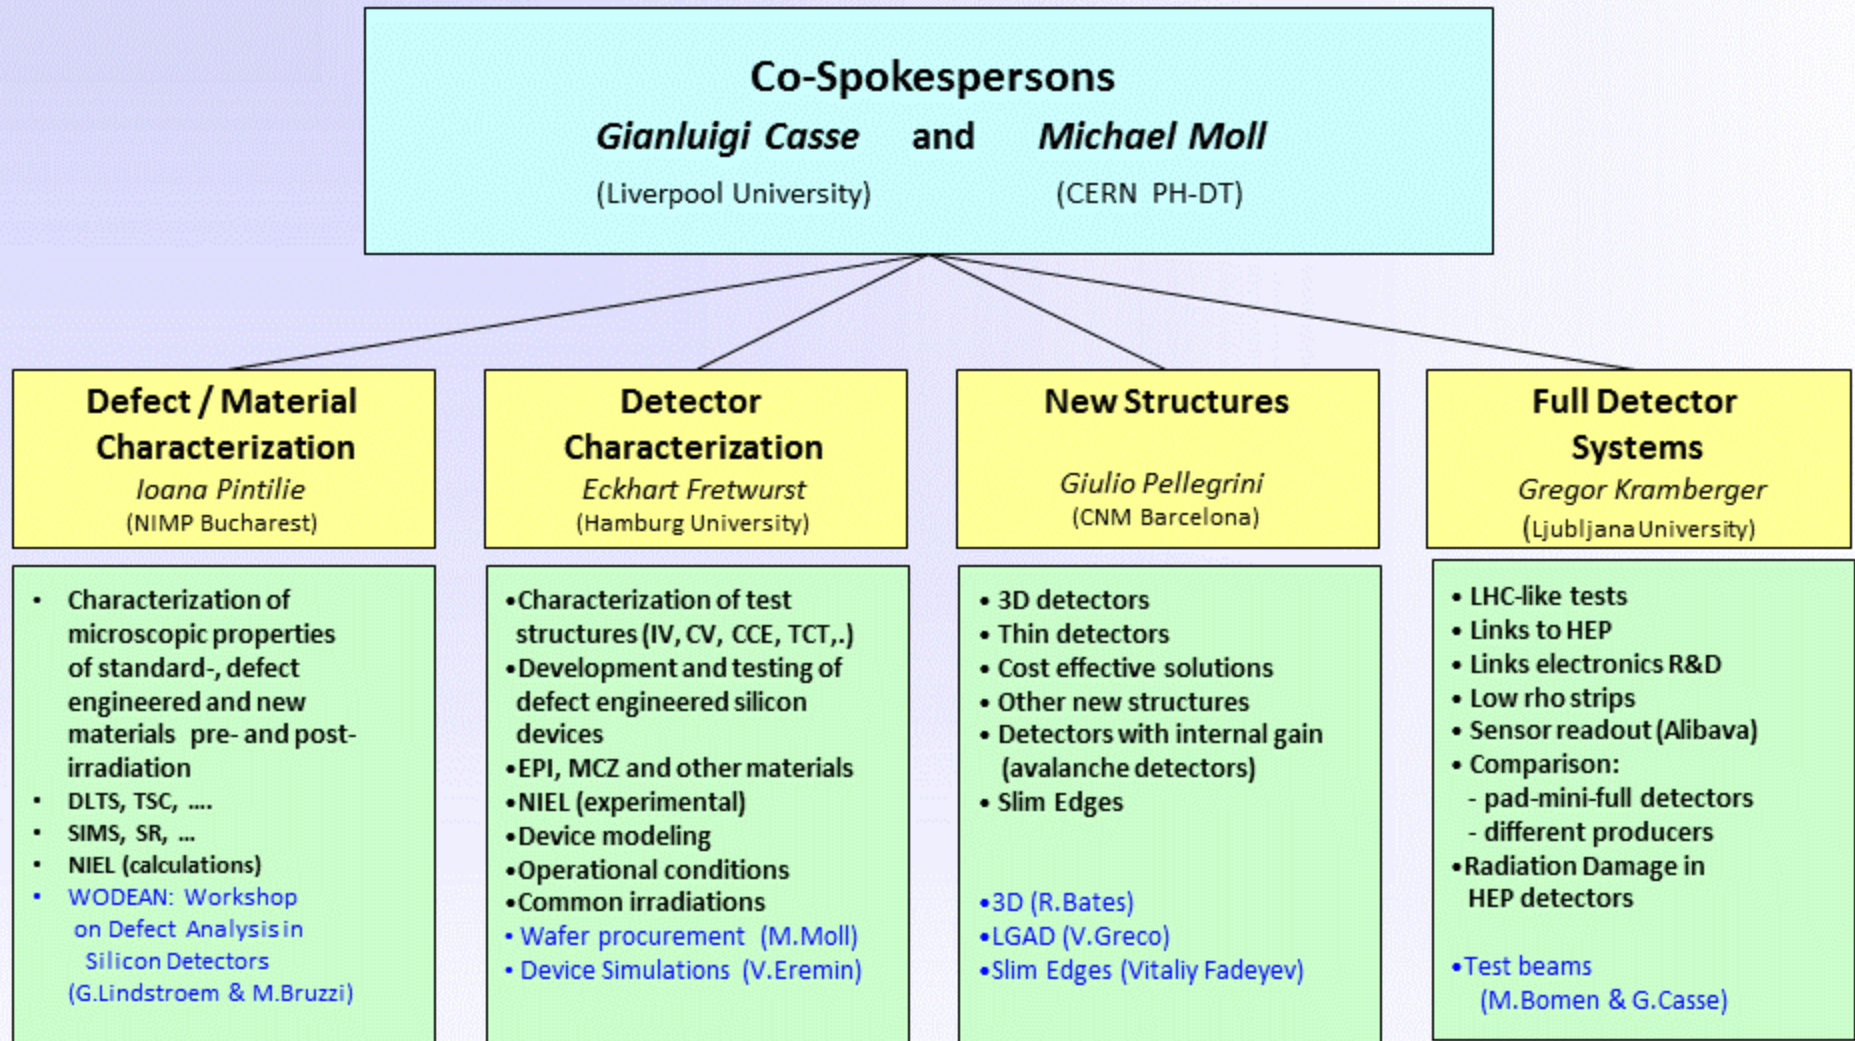 Co-Spokespersons
Gianluigi Casse and Michael Moll
(Liverpool University) (CERN PH-DT)
Defect / Material
Characterization
Ioana Pintilie
(NIMP Bucharest)
• Characterization of
microscopic properties
of standard-, defect
engineered and new
materials pre- and post-
irradiation
• DLTS, TSC, ....
• SIMS, SR, ...
• NIEL (calculations)
• WODEAN: Workshop
on Defect Analysis in
Silicon Detectors
(G.Lindstroem & M.Bruzzi)
Detector
Characterization
Eckhart Fretwurst
(Hamburg University)
•Characterization of test
structures (IV, CV, CCE, TCT,.)
•Development and testing of
defect engineered silicon
devices
•EPI, MCZ and other materials
•NIEL (experimental)
•Device modeling
•Operational conditions
•Common irradiations
• Wafer procurement (M.Moll)
• Device Simulations (V.Eremin)
New Structures
Giulio Pellegrini
(CNM Barcelona)
• 3D detectors
• Thin detectors
• Cost effective solutions
• Other new structures
• Detectors with internal gain
(avalanche detectors)
• Slim Edges
•3D (R.Bates)
•LGAD (V.Greco)
•Slim Edges (Vitaliy Fadeyev)
Full Detector
Systems
Gregor Kramberger
(Ljubljana University)
• LHC-like tests
• Links to HEP
• Links electronics R&D
• Low rho strips
• Sensor readout (Alibava)
• Comparison:
- pad-mini-full detectors
- different producers
•Radiation Damage in
HEP detectors
•Test beams
(M.Bomen & G.Casse)